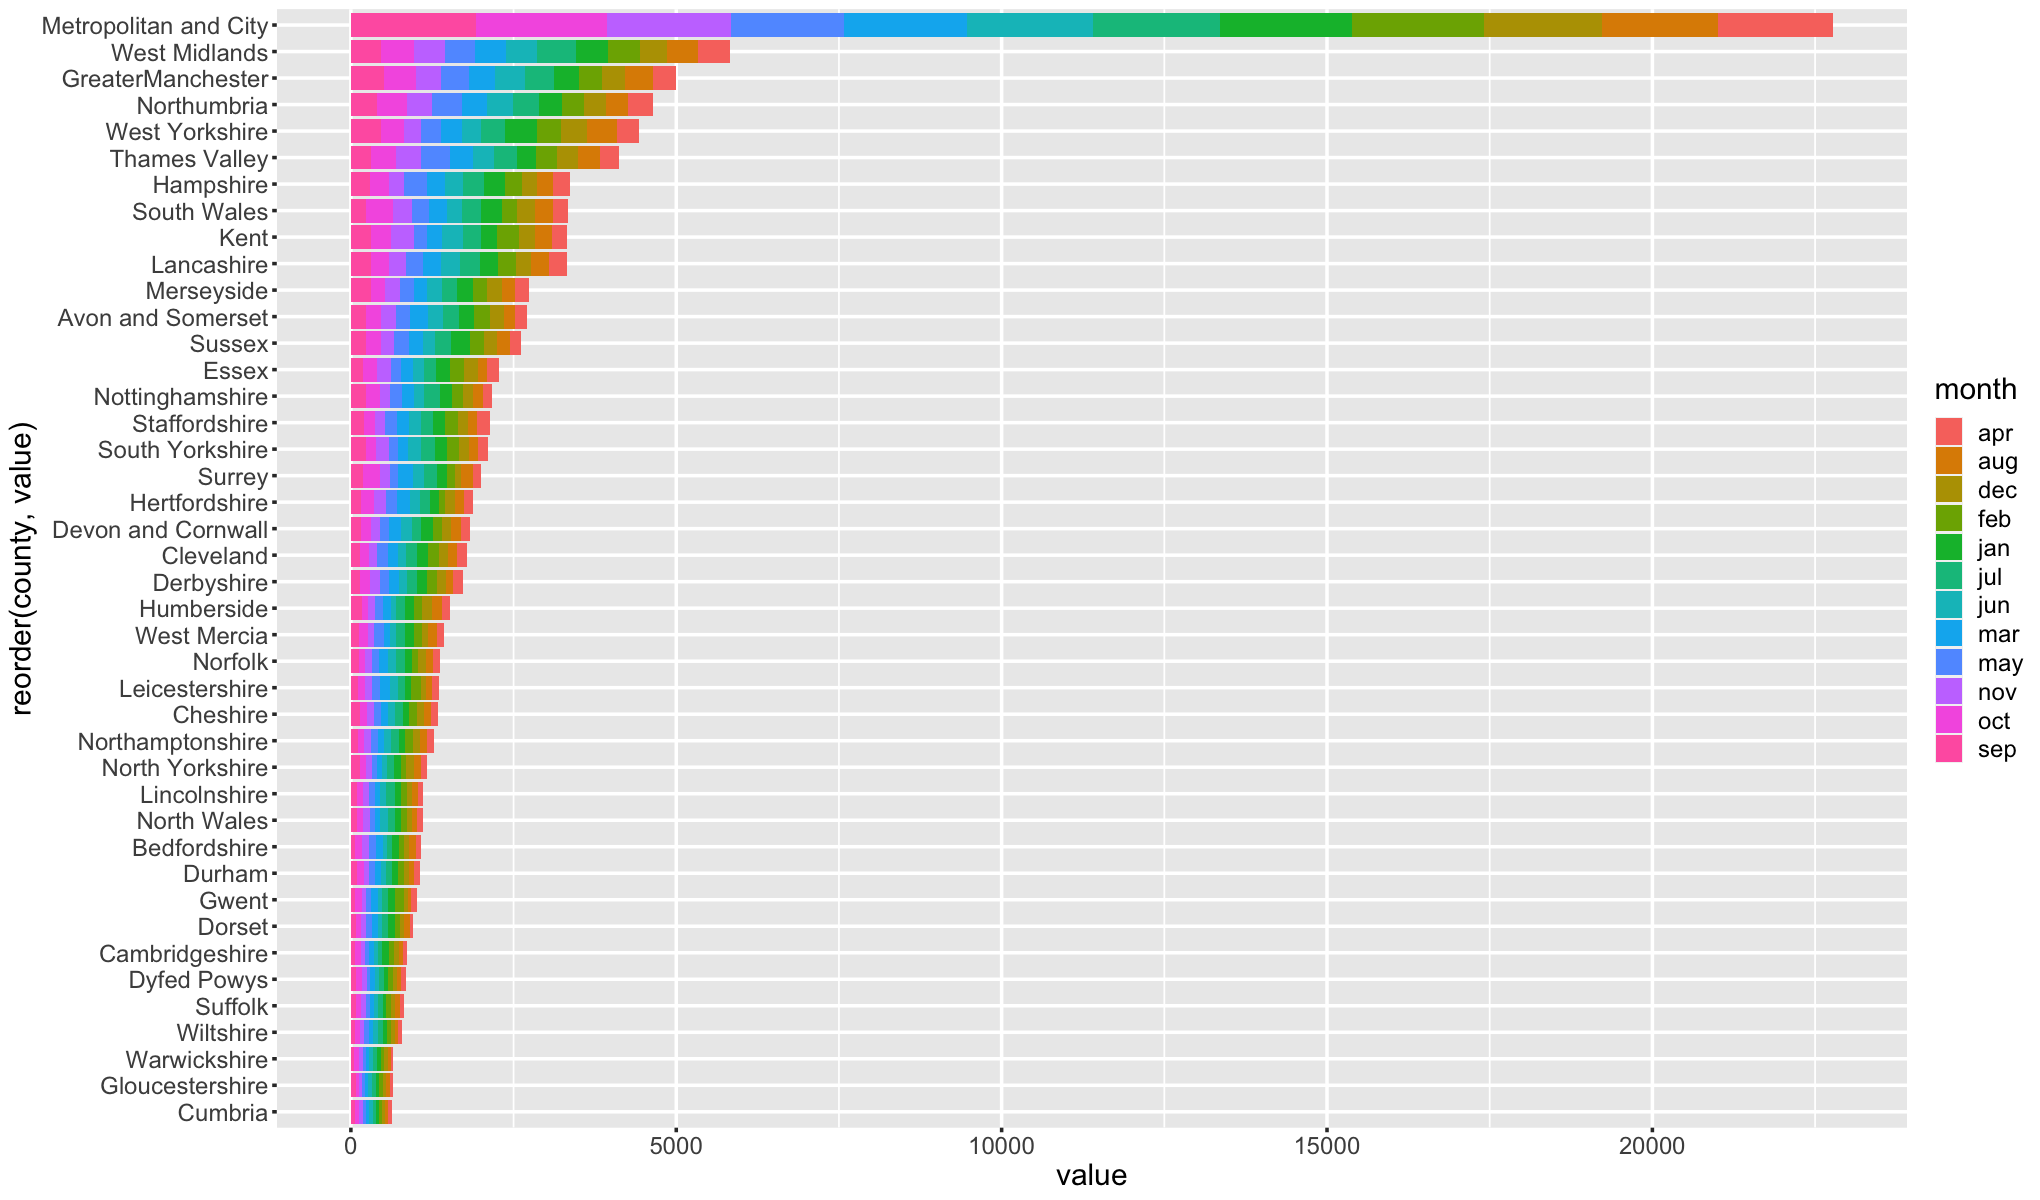 Metropolitan and City
West Midlands
GreaterManchester
Northumbria
West Yorkshire
Thames Valley
Hampshire
South Wales
Kent
Lancashire
Merseyside
Avon and Somerset
Sussex
Essex
Nottinghamshire
Staffordshire
South Yorkshire
Surrey
Hertfordshire
Devon and Cornwall
Cleveland
Derbyshire
Humberside
West Mercia
Norfolk
Leicestershire
Cheshire
Northamptonshire
North Yorkshire
Lincolnshire
North Wales
Bedfordshire
Durham
Gwent
Dorset
Cambridgeshire
Dyfed Powys
Suffolk
Wiltshire
Warwickshire
Gloucestershire
Cumbria
reorder(county, value)
0 5000 10000 15000 20000
value
month
apr
aug
dec
feb
jan
jul
jun
mar
may
nov
oct
sep